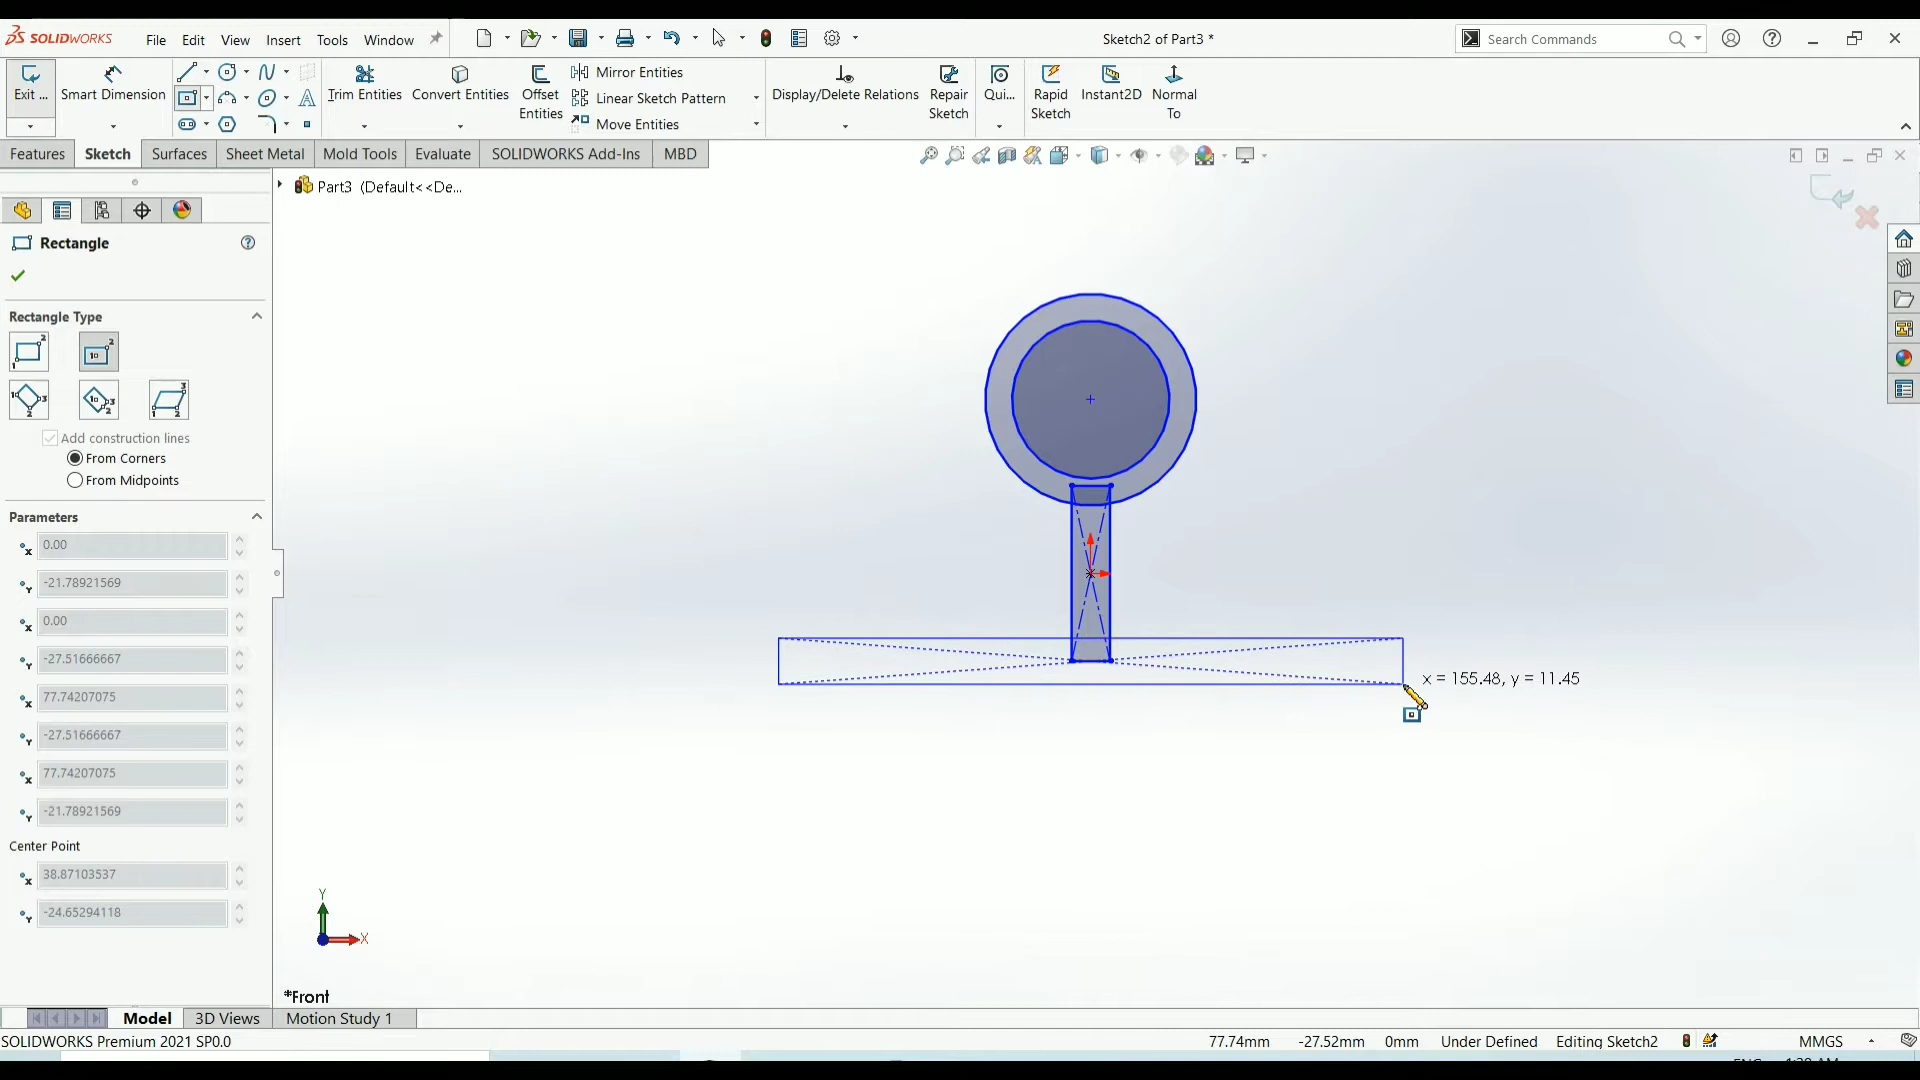 SOLIDWORKS
File Edit View Insert Tools Window
Sketch2 of Part3 *
Search Commands
Exit ...
Smart Dimension
Trim Entities
Convert Entities
Offset
Entities
Mirror Entities
Linear Sketch Pattern
Move Entities
Display/Delete Relations
Repair
Sketch
Qui...
Rapid
Sketch
Instant2D
Normal
To
Features Sketch Surfaces Sheet Metal Mold Tools Evaluate SOLIDWORKS Add-Ins MBD
Part3 (Default<<De...
Rectangle
Rectangle Type
Add construction lines
From Corners
From Midpoints
Parameters
0.00
-21.78921569
0.00
-27.51666667
77.74207075
-27.51666667
77.74207075
-21.78921569
Center Point
38.87103537
-24.65294118
x = 155.48, y = 11.45
Y
X
*Front
Model 3D Views Motion Study 1
SOLIDWORKS Premium 2021 SP0.0
77.74mm -27.52mm 0mm Under Defined Editing Sketch2 MMGS